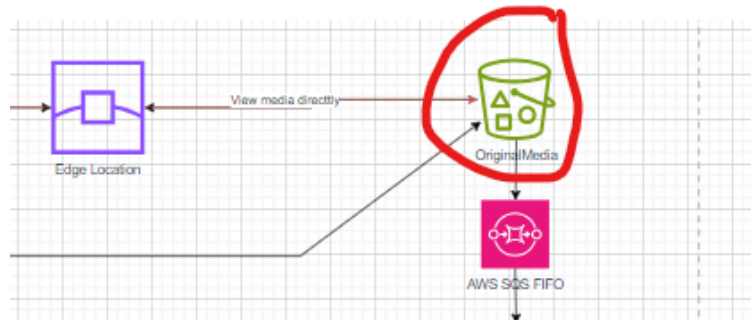 View media directtly
OriginalMedia
Edge Location
AWS SQS FIFO